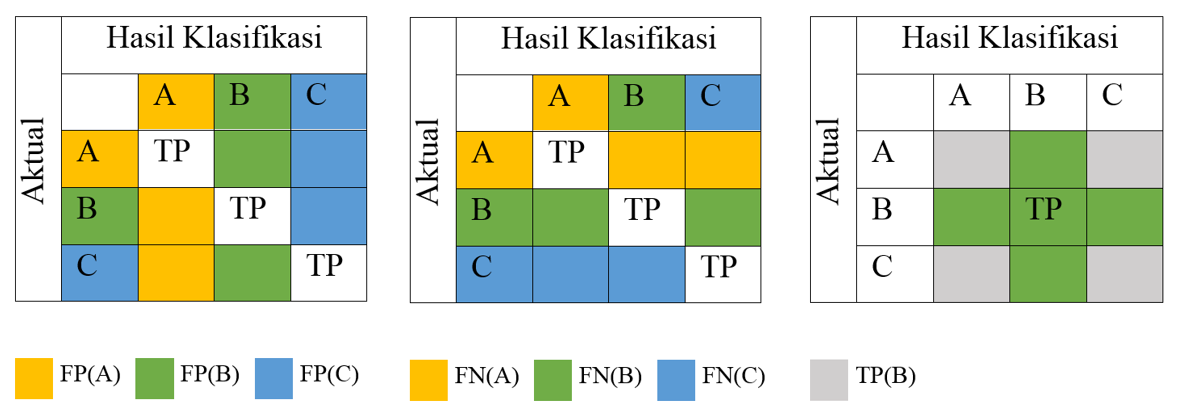 Hasil Klasifikasi
Aktual
A B C
A TP
B TP
C TP
FP(A) FP(B) FP(C)
Hasil Klasifikasi
Aktual
A B C
A TP
B TP
C TP
FN(A) FN(B) FN(C)
Hasil Klasifikasi
Aktual
A B C
A
B TP
C
TP(B)